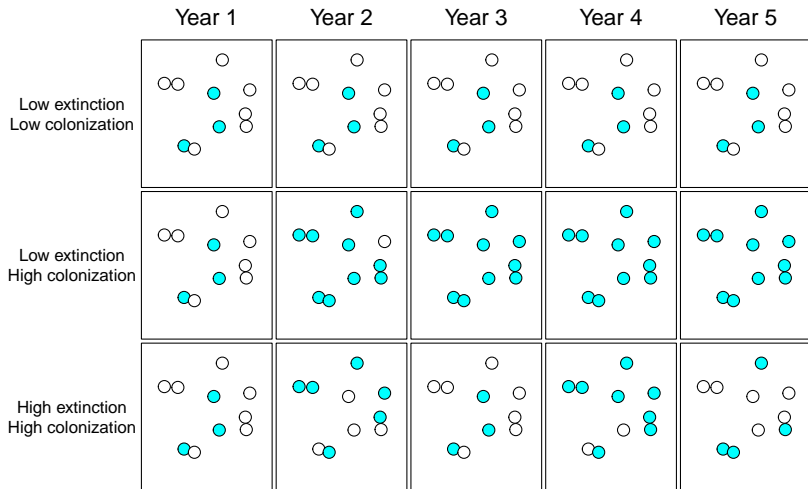 Year 1 Year 2 Year 3 Year 4 Year 5
Low extinction
Low colonization
Low extinction
High colonization
High extinction
High colonization